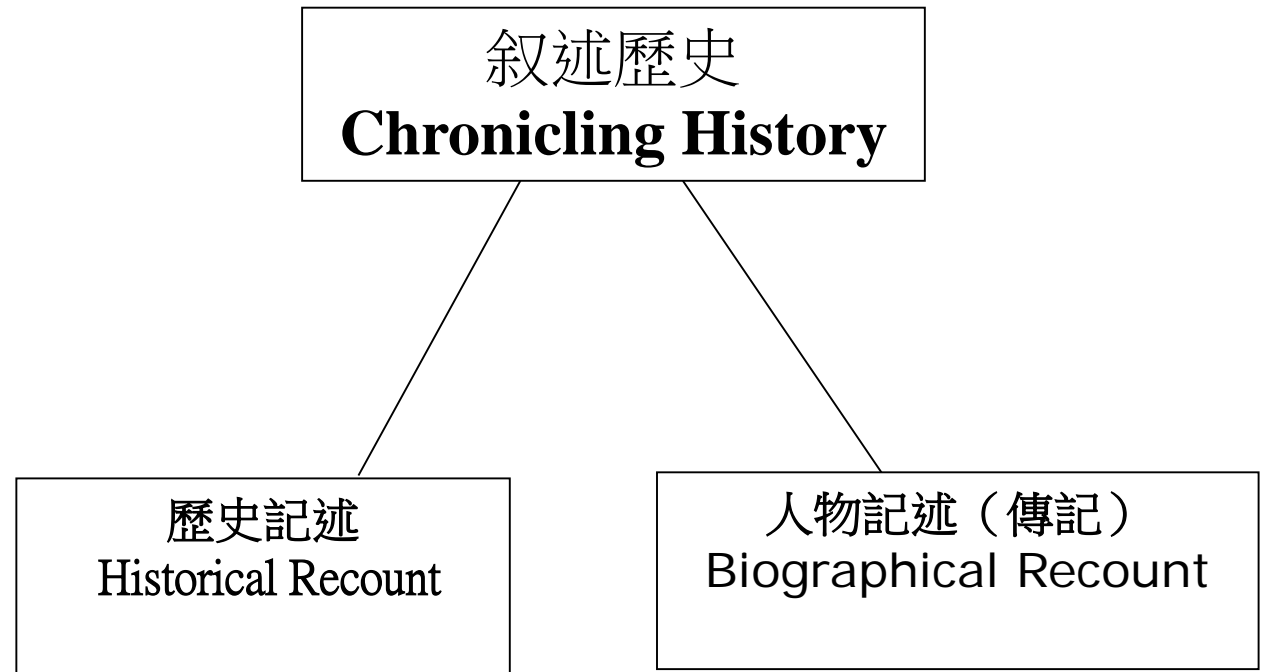 叙述歷史
Chronicling History
歷史記述
Historical Recount
人物記述（傳記）
Biographical Recount